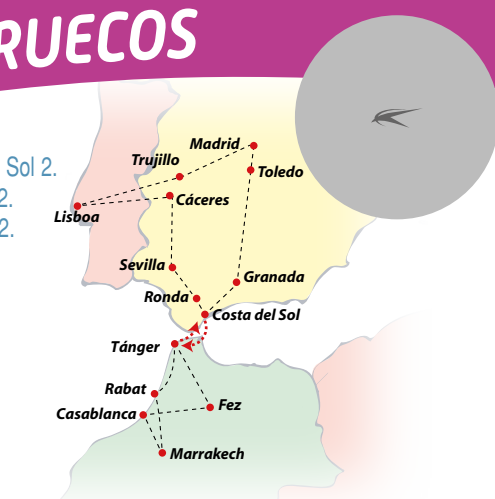 RUECOS
Sol 2.
2.
2.
Madrid
Trujillo
Toledo
Cáceres
Lisboa
Sevilla
Granada
Ronda
Costa del Sol
Tánger
Rabat
Casablanca
Fez
Marrakech